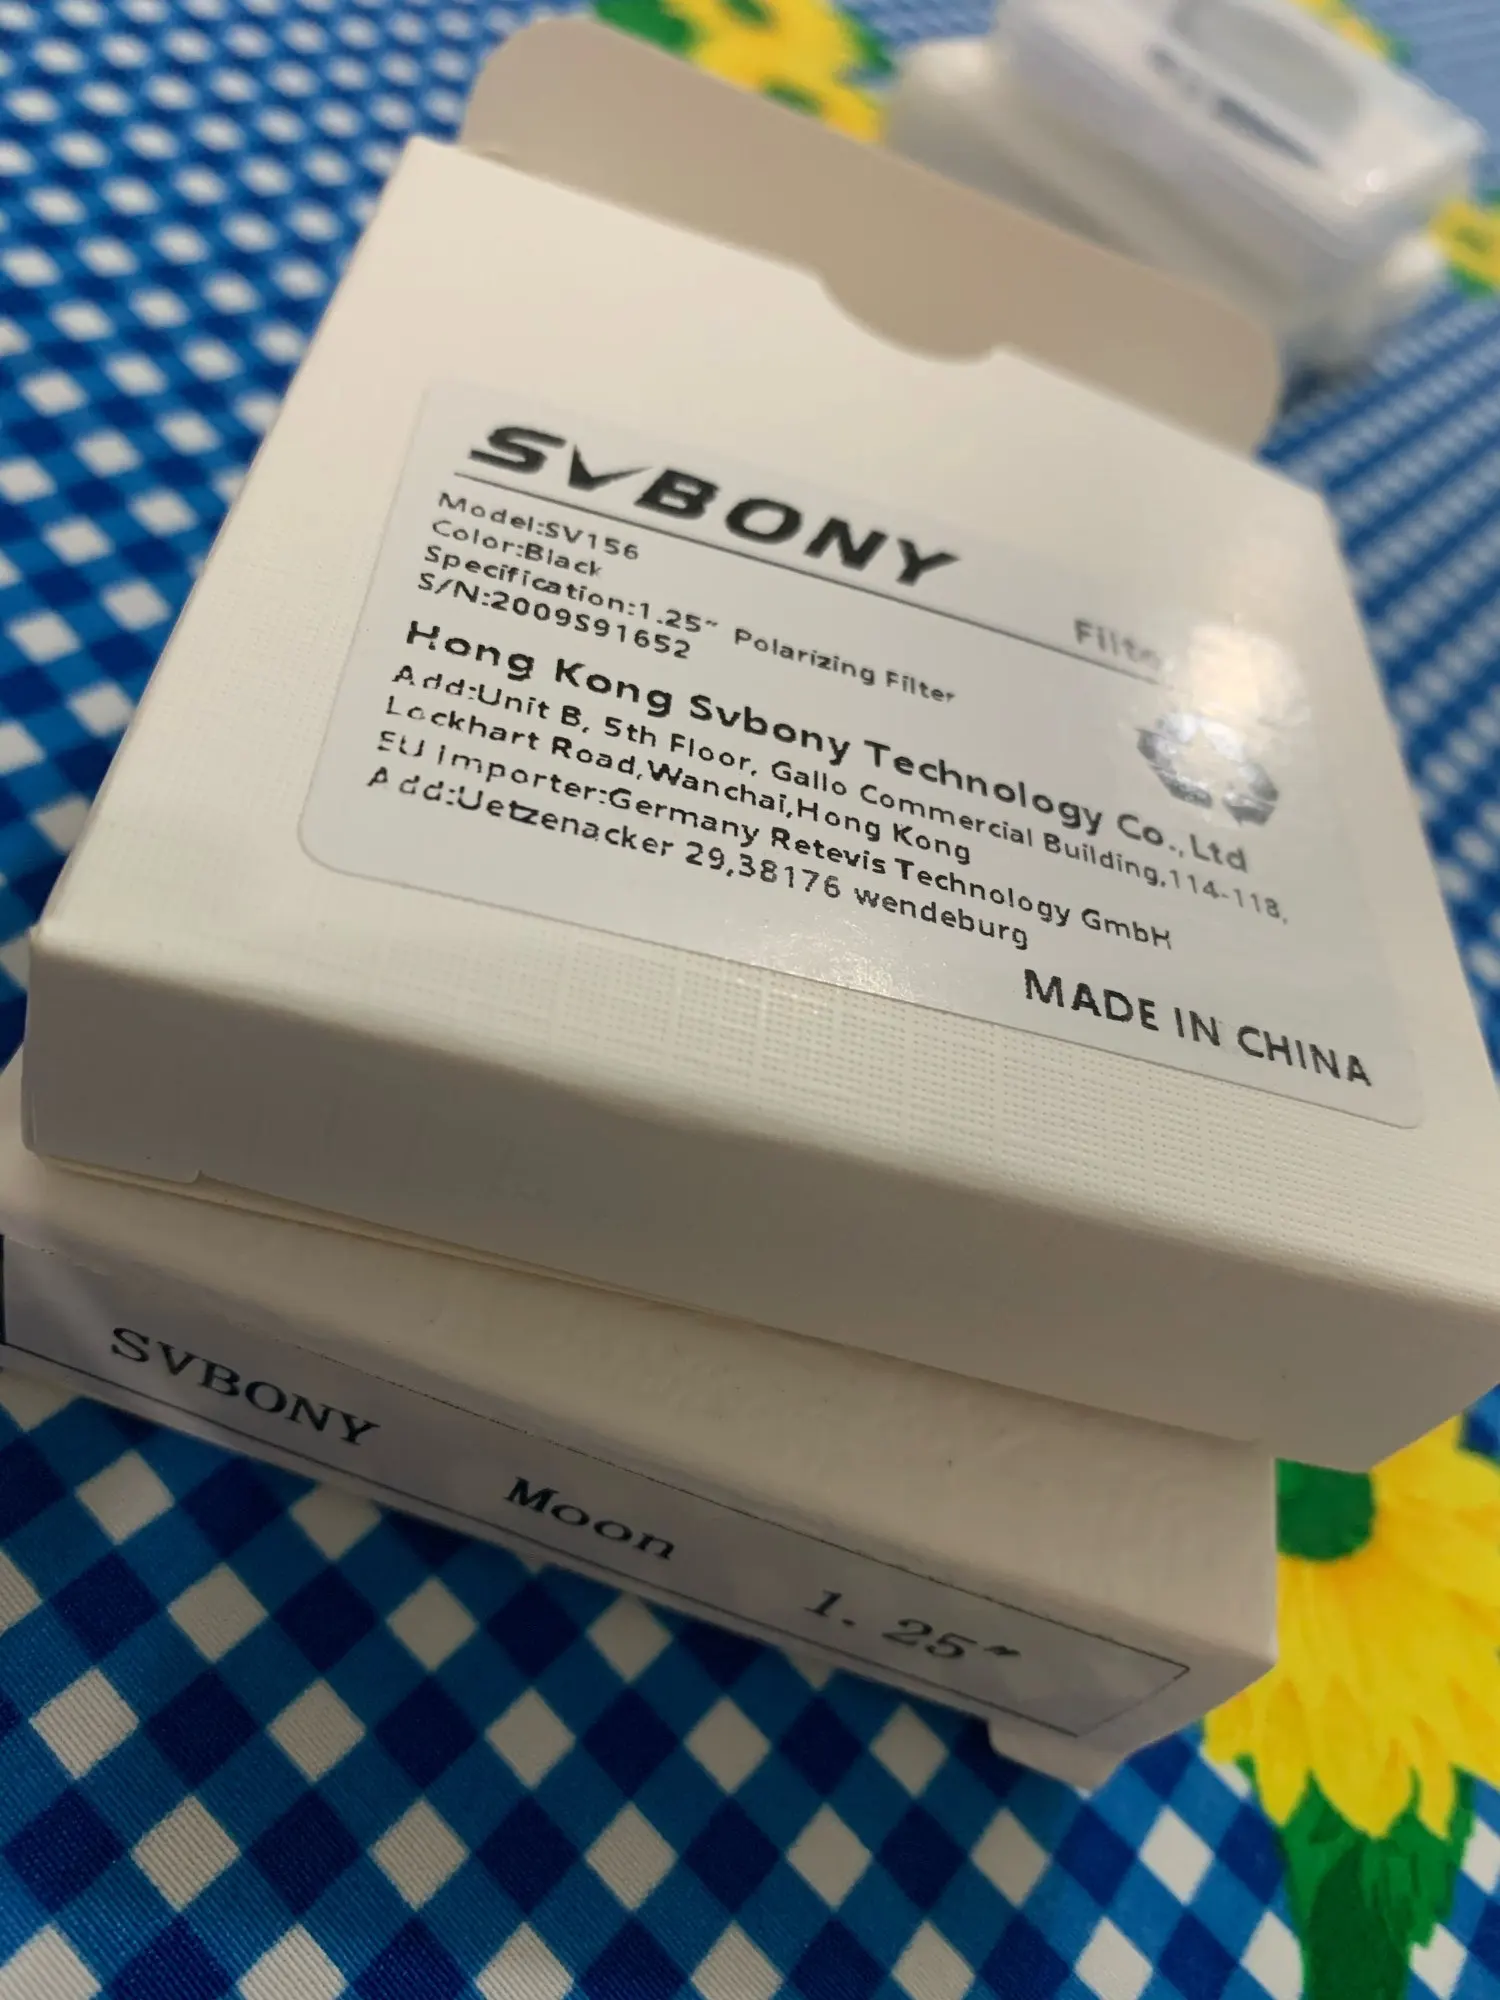 SVBONY
Filter
Model:SV156
Color:Black
Specification:1.25" Polarizing Filter
S/N:2009S91652
Hong Kong Svbony Technology Co.,Ltd
Add:Unit B, 5th Floor, Gallo Commercial Building,114-118,
Lockhart Road,Wanchai,Hong Kong
EU Importer:Germany Retevis Technology GmbH
Add:Uetzenacker 29,38176 wendeburg
MADE IN CHINA
SVBONY Moon 1. 25"